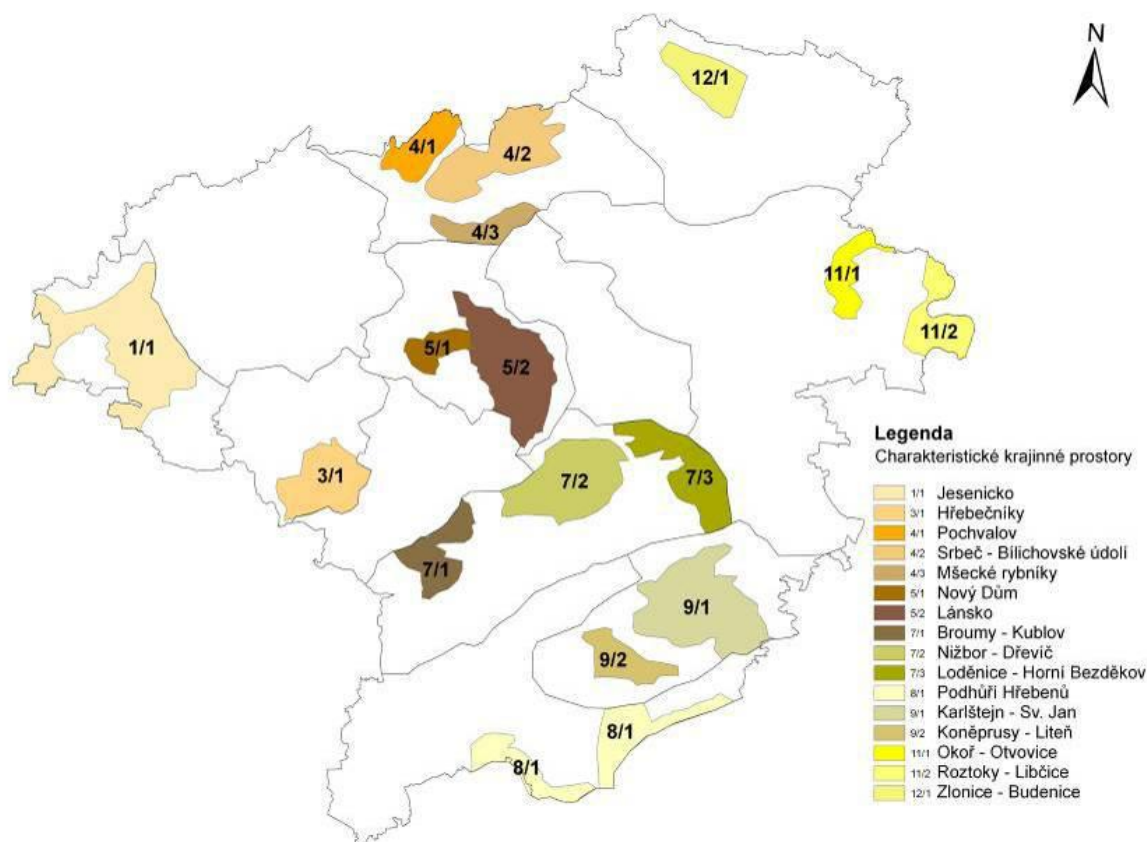 N
12/1
4/1
4/2
4/3
11/1
11/2
1/1
5/1
5/2
3/1
7/2
7/3
7/1
9/1
9/2
8/1
8/1
Legenda
Charakteristické krajinné prostory
1/1 Jesenicko
3/1 Hřebečníky
4/1 Pochvalov
4/2 Srbeč - Bílichovské údolí
4/3 Mšecké rybníky
5/1 Nový Dům
5/2 Lánsko
7/1 Broumy - Kublov
7/2 Nižbor - Dřevíč
7/3 Loděnice - Horní Bezděkov
8/1 Podhůří Hřebenů
9/1 Karlštejn - Sv. Jan
9/2 Koněprusy - Liteň
11/1 Okoř - Otvovice
11/2 Roztoky - Libčice
12/1 Zlonice - Budenice